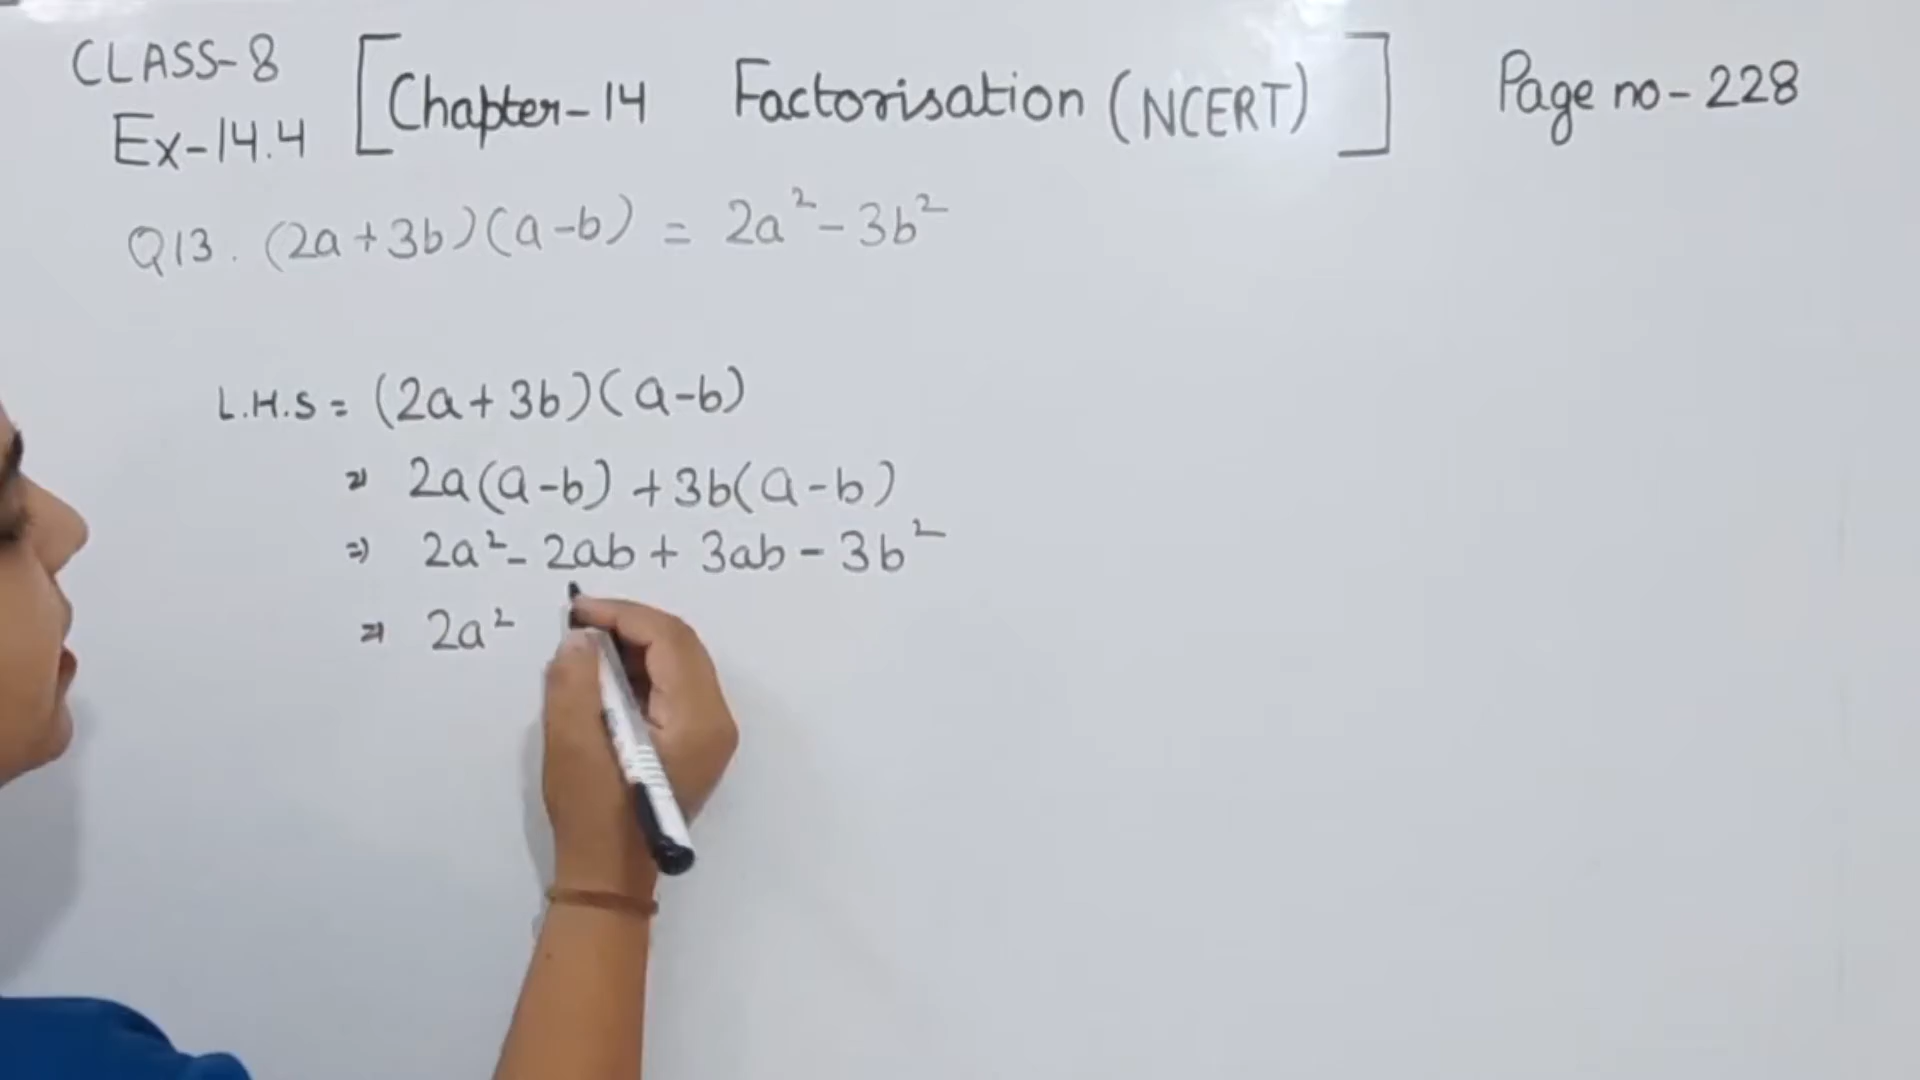 CLASS-8 [Chapter-14 Factorisation (NCERT)] Page no-228
Ex-14.4
Q13. (2a+3b)(a-b) = 2a² - 3b²
L.H.S = (2a+3b)(a-b)
⇒ 2a(a-b) + 3b(a-b)
⇒ 2a² - 2ab + 3ab - 3b²
⇒ 2a²